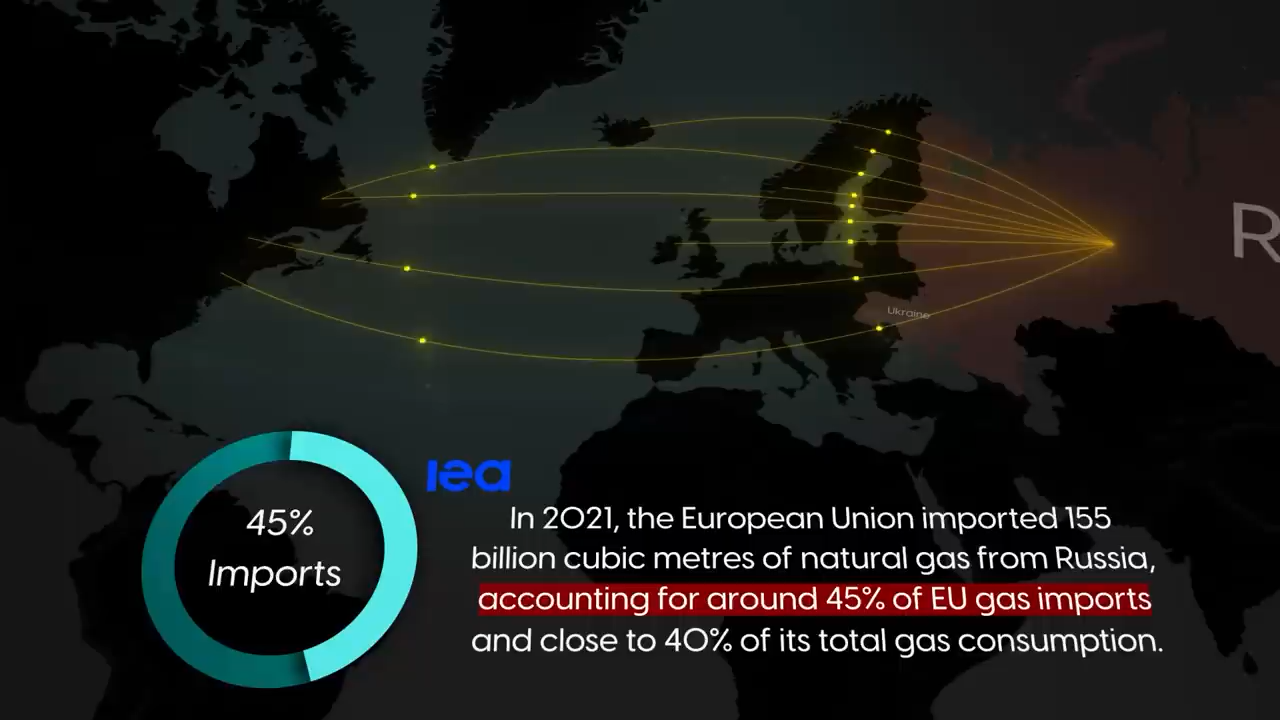 R
Ukraine
45%
Imports
iea
In 2021, the European Union imported 155
billion cubic metres of natural gas from Russia,
accounting for around 45% of EU gas imports
and close to 40% of its total gas consumption.